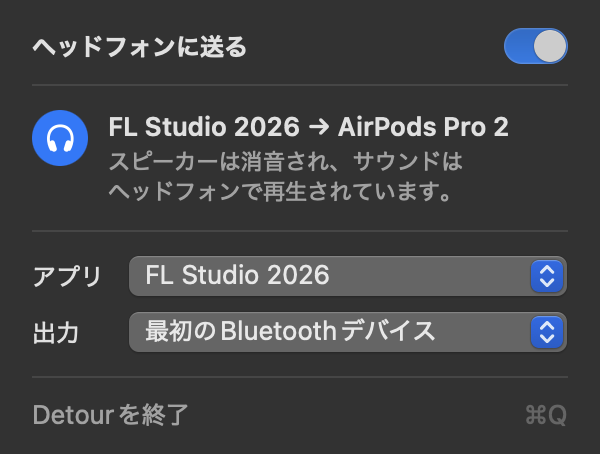 ヘッドフォンに送る
FL Studio 2026 → AirPods Pro 2
スピーカーは消音され、サウンドは
ヘッドフォンで再生されています。
アプリ FL Studio 2026
出力 最初のBluetoothデバイス
Detourを終了 ⌘Q